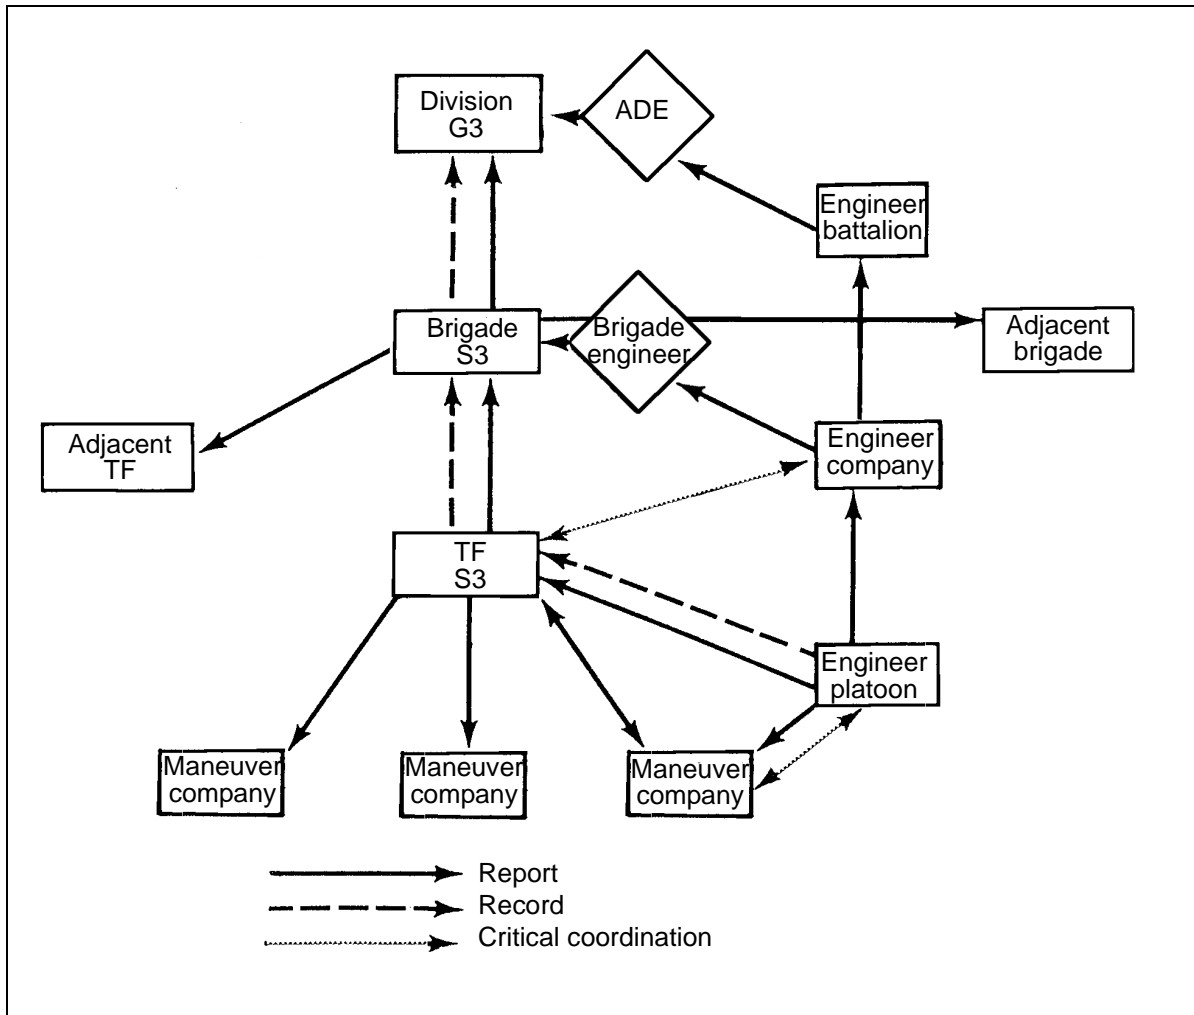 Division
G3
ADE
Engineer
battalion
Brigade
S3
Brigade
engineer
Adjacent
brigade
Adjacent
TF
Engineer
company
TF
S3
Engineer
platoon
Maneuver
company
Maneuver
company
Maneuver
company
Report
Record
Critical coordination